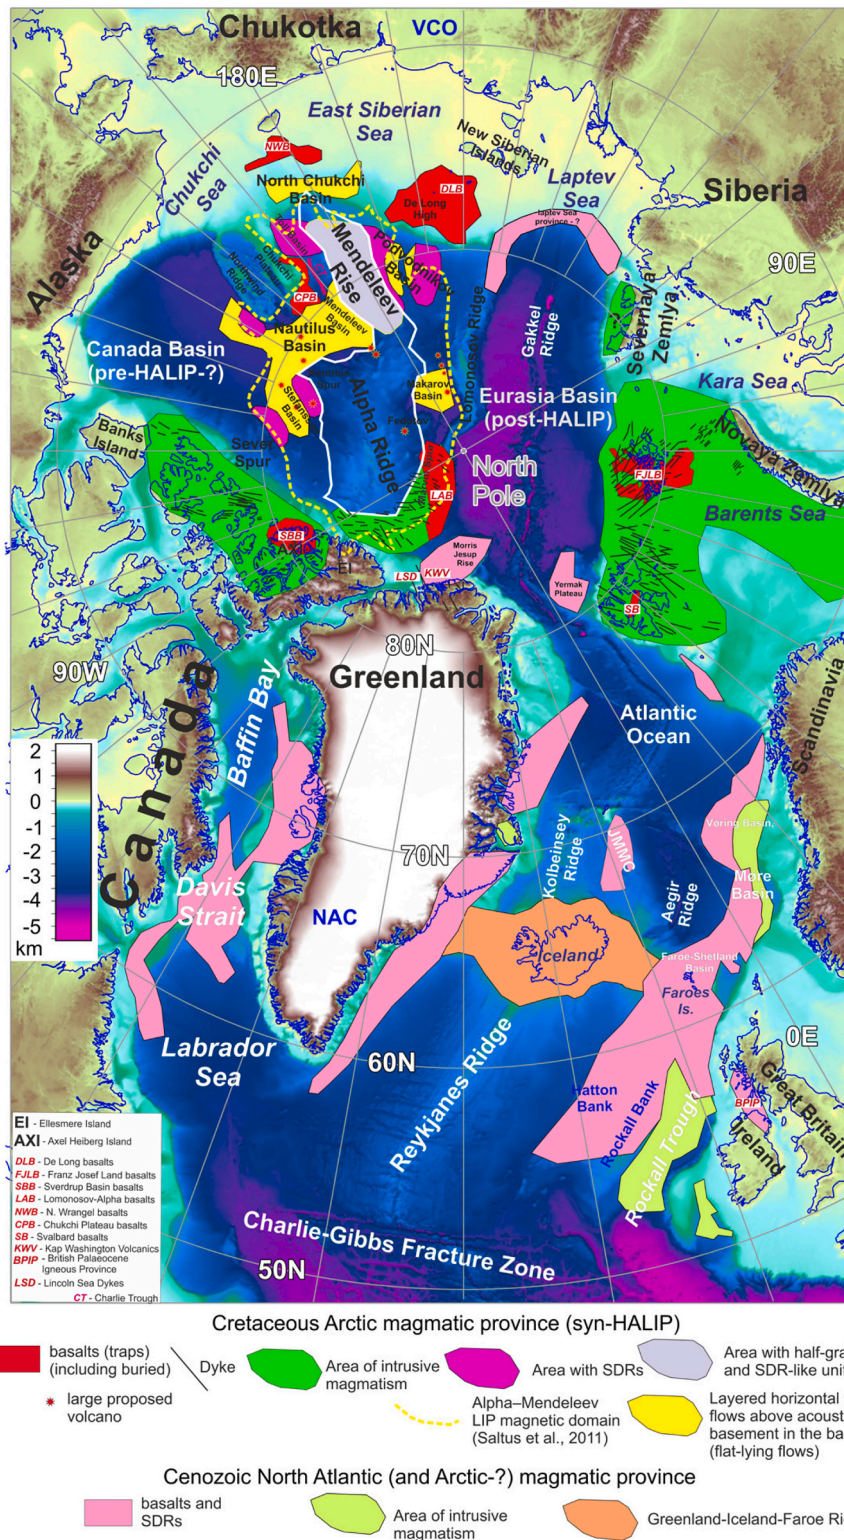 Chukotka
VCO
180E
East Siberian
Sea
New Siberian
Islands
Laptev
Sea
Siberia
Chukchi
Sea
NWB
North Chukchi
Basin
De Long
High
DLB
laptev Sea
province - ?
90E
Alaska
Mendeleev
Rise
Podvodnikov
Basin
Northwind
Ridge
Chukchi
Plateau
CPB
CT
Mendeleev
Basin
Nautilus
Basin
Canada Basin
(pre-HALIP-?)
Gakkel
Ridge
Lomonosov Ridge
Severnaya
Zemlya
Kara Sea
Eurasia Basin
(post-HALIP)
Makarov
Basin
Spur
Stefansson
Basin
Alpha Ridge
Sever
Spur
Banks
Island
Novaya Zemlya
North
Pole
FJLB
LAB
Barents Sea
SBB
AXI
EI
Morris
Jesup
Rise
LSD
KWV
Yermak
Plateau
SB
80N
Greenland
90W
Canada
Baffin Bay
Atlantic
Ocean
Scandinavia
2
1
0
-1
-2
-3
-4
-5
km
70N
Kolbeinsey
Ridge
JMMC
Vøring Basin,
Møre
Basin
Aegir
Ridge
Davis
Strait
NAC
Iceland
Faroe-Shetland
Basin
Faroes
Is.
0E
Labrador
Sea
60N
Reykjanes Ridge
Hatton
Bank
Rockall Bank
Rockall Trough
BPIP
Great Britain
Ireland
Charlie-Gibbs Fracture Zone
50N
EI - Ellesmere Island
AXI - Axel Heiberg Island
DLB - De Long basalts
FJLB - Franz Josef Land basalts
SBB - Sverdrup Basin basalts
LAB - Lomonosov-Alpha basalts
NWB - N. Wrangel basalts
CPB - Chukchi Plateau basalts
SB - Svalbard basalts
KWV - Kap Washington Volcanics
BPIP - British Palaeocene
Igneous Province
LSD - Lincoln Sea Dykes
CT - Charlie Trough
Cretaceous Arctic magmatic province (syn-HALIP)
basalts (traps)
(including buried)
Dyke
Area of intrusive
magmatism
Area with SDRs
Area with half-gra
and SDR-like unit
large proposed
volcano
Alpha–Mendeleev
LIP magnetic domain
(Saltus et al., 2011)
Layered horizontal
flows above acoust
basement in the ba
(flat-lying flows)
Cenozoic North Atlantic (and Arctic-?) magmatic province
basalts and
SDRs
Area of intrusive
magmatism
Greenland-Iceland-Faroe Ri